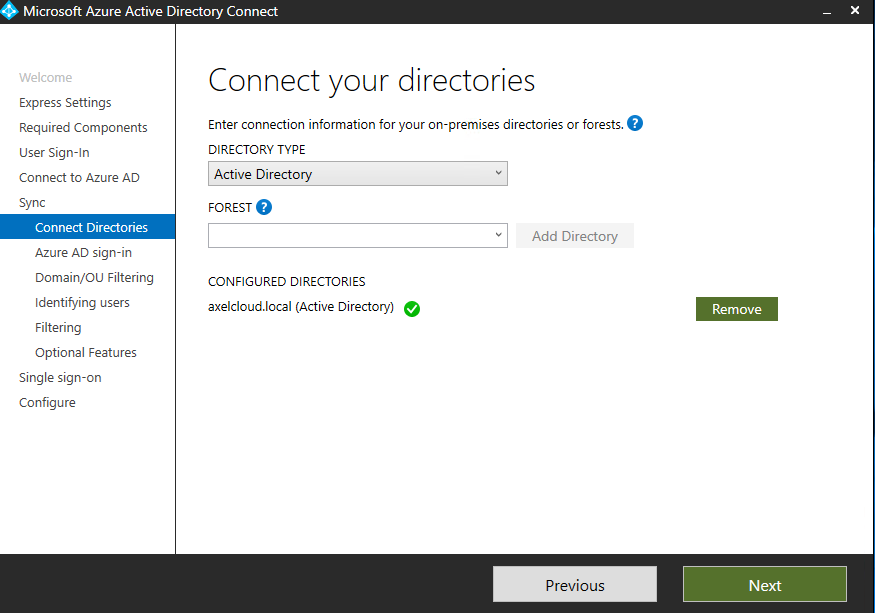 Microsoft Azure Active Directory Connect
Welcome
Express Settings
Required Components
User Sign-In
Connect to Azure AD
Sync
Connect Directories
Azure AD sign-in
Domain/OU Filtering
Identifying users
Filtering
Optional Features
Single sign-on
Configure
Connect your directories
Enter connection information for your on-premises directories or forests. ?
DIRECTORY TYPE
Active Directory
FOREST ?
Add Directory
CONFIGURED DIRECTORIES
axelcloud.local (Active Directory)
Remove
Previous
Next